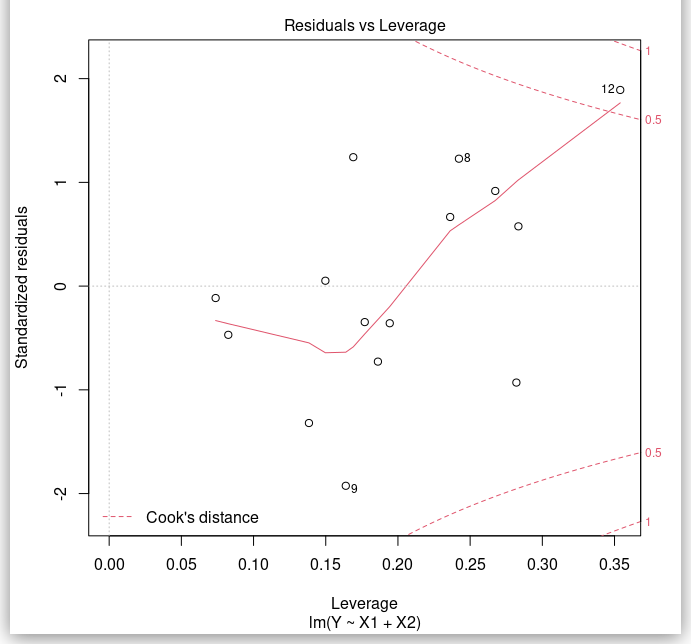 Residuals vs Leverage
Standardized residuals
2
1
0
-1
-2
1
0.5
0.5
1
12
8
9
Cook's distance
0.00 0.05 0.10 0.15 0.20 0.25 0.30 0.35
Leverage
lm(Y ~ X1 + X2)